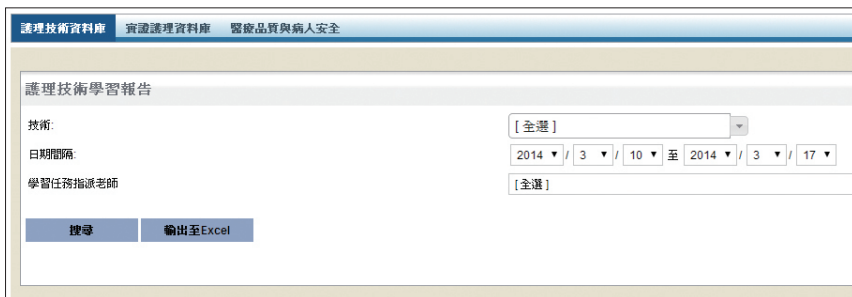 護理技術資料庫 實證護理資料庫 醫療品質與病人安全
護理技術學習報告
技術: [ 全選 ]
日期間隔: 2014 / 3 / 10 至 2014 / 3 / 17
學習任務指派老師 [全選]
搜尋 輸出至Excel